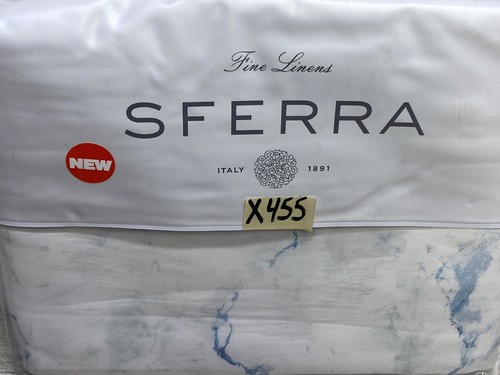 Fine Linens
SFERRA
NEW
ITALY 1891
X455